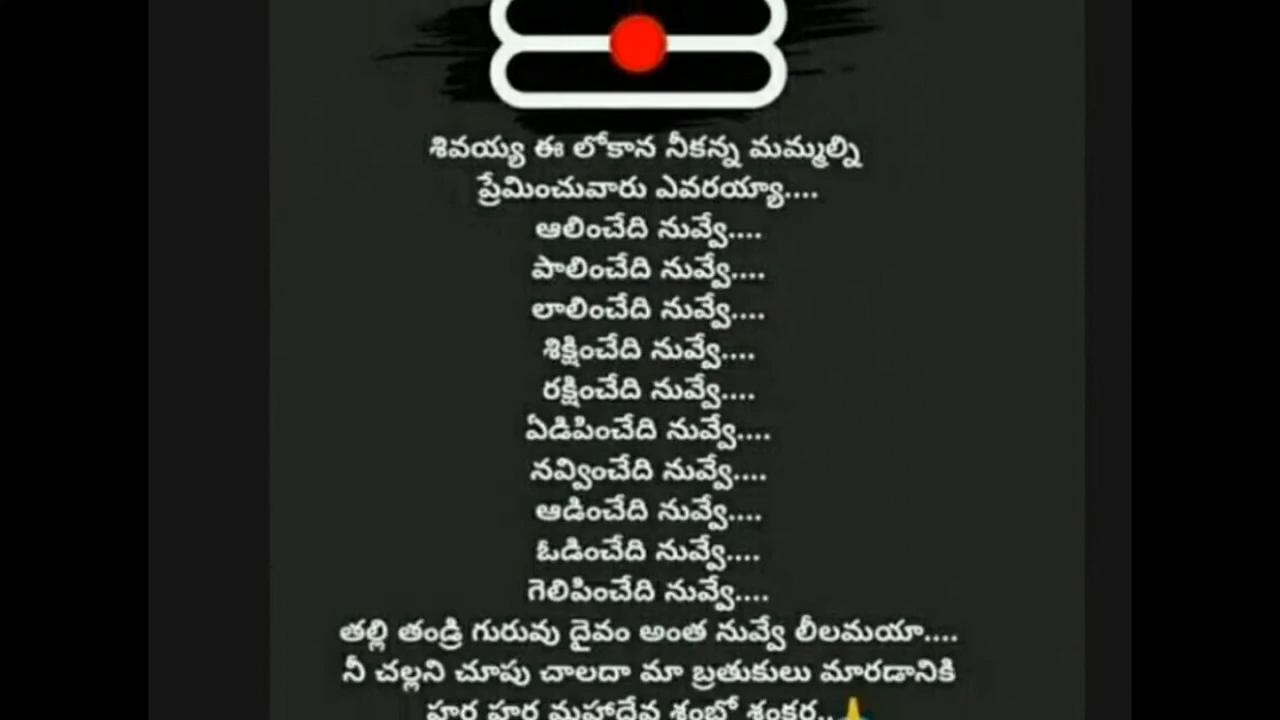 శివయ్య ఈ లోకాన నీకన్న మమ్మల్ని
ప్రేమించువారు ఎవరయ్యా....
ఆలించేది నువ్వే....
పాలించేది నువ్వే....
లాలించేది నువ్వే....
శిక్షించేది నువ్వే....
రక్షించేది నువ్వే....
ఏడిపించేది నువ్వే....
నవ్వించేది నువ్వే....
ఆడించేది నువ్వే....
ఓడించేది నువ్వే....
గెలిపించేది నువ్వే....
తల్లి తండ్రి గురువు దైవం అంత నువ్వే లీలమయా....
నీ చల్లని చూపు చాలదా మా బ్రతుకులు మారడానికి
హర హర మహాదేవ శంభో శంకర..🙏